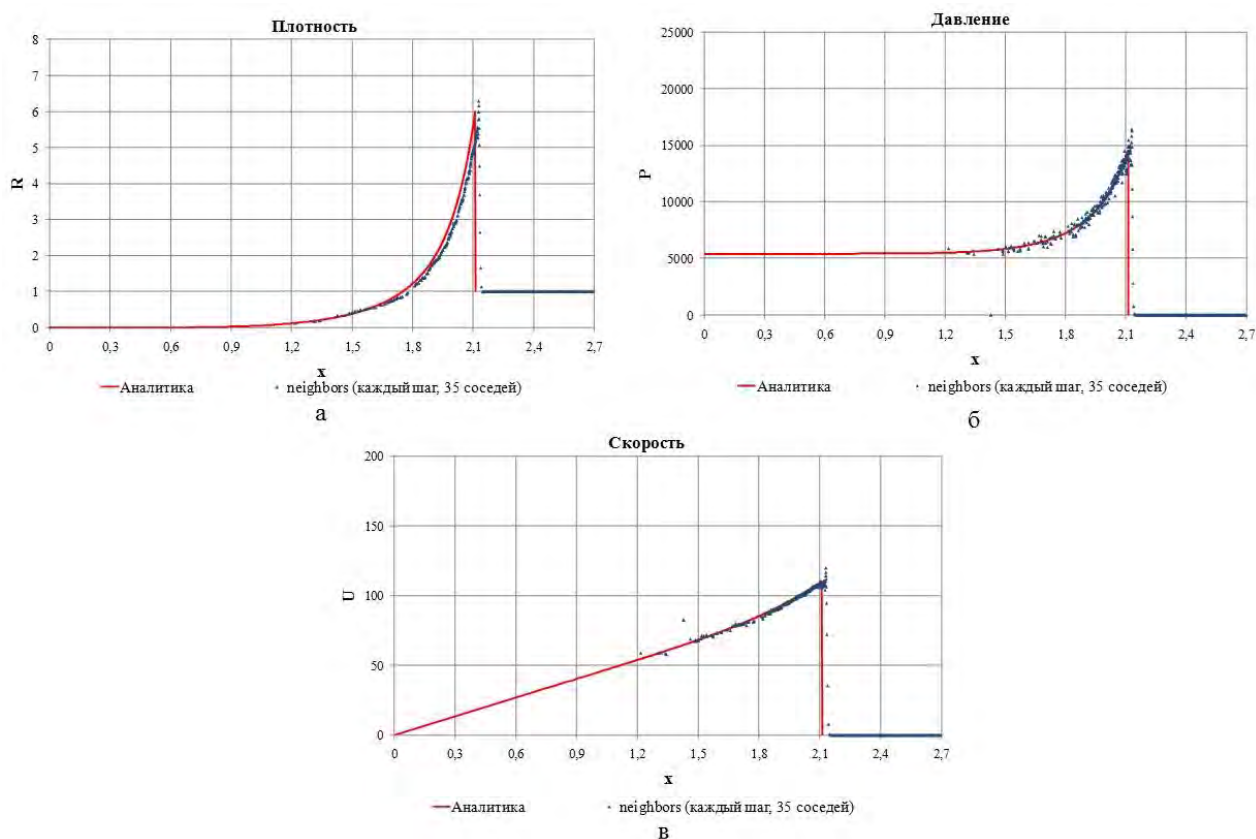 Плотность
8
7
6
5
4
3
2
1
0
R
0 0,3 0,6 0,9 1,2 1,5 1,8 2,1 2,4 2,7
x
Аналитика neighbors (каждый шаг, 35 соседей)
а
Давление
25000
20000
15000
10000
5000
0
P
0 0,3 0,6 0,9 1,2 1,5 1,8 2,1 2,4 2,7
x
Аналитика neighbors (каждый шаг, 35 соседей)
б
Скорость
200
150
100
50
0
U
0 0,3 0,6 0,9 1,2 1,5 1,8 2,1 2,4 2,7
x
Аналитика neighbors (каждый шаг, 35 соседей)
в